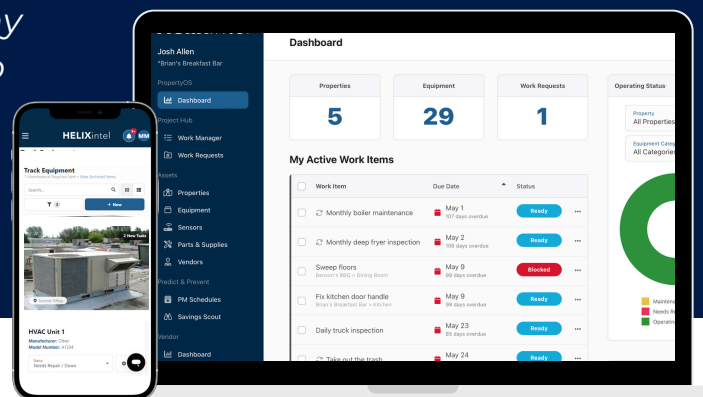 HELIXintel
MM
Track Equipment
Search...
+ New
2 New Tasks
HVAC Unit 1
Manufacturer: Other
Model Number: A1224
Status
Needs Repair / Down
Josh Allen
*Brian's Breakfast Bar
PropertyOS
Dashboard
Project Hub
Work Manager
Work Requests
Assets
Properties
Equipment
Sensors
Parts & Supplies
Vendors
Predict & Prevent
PM Schedules
Savings Scout
Vendor
Dashboard
Dashboard
Properties
5
Equipment
29
Work Requests
1
Operating Status
Property
All Properties
Equipment Categ
All Categories
My Active Work Items
Work Item Due Date Status
Monthly boiler maintenance May 1 Ready
107 days overdue
Monthly deep fryer inspection May 2 Ready
106 days overdue
Sweep floors May 9 Blocked
Benson's BBQ > Dining Room 99 days overdue
Fix kitchen door handle May 9 Ready
Brian's Breakfast Bar > Kitchen 99 days overdue
Daily truck inspection May 23 Ready
85 days overdue
Take out the trash May 24 Ready
Maintena
Needs Re
Operatin